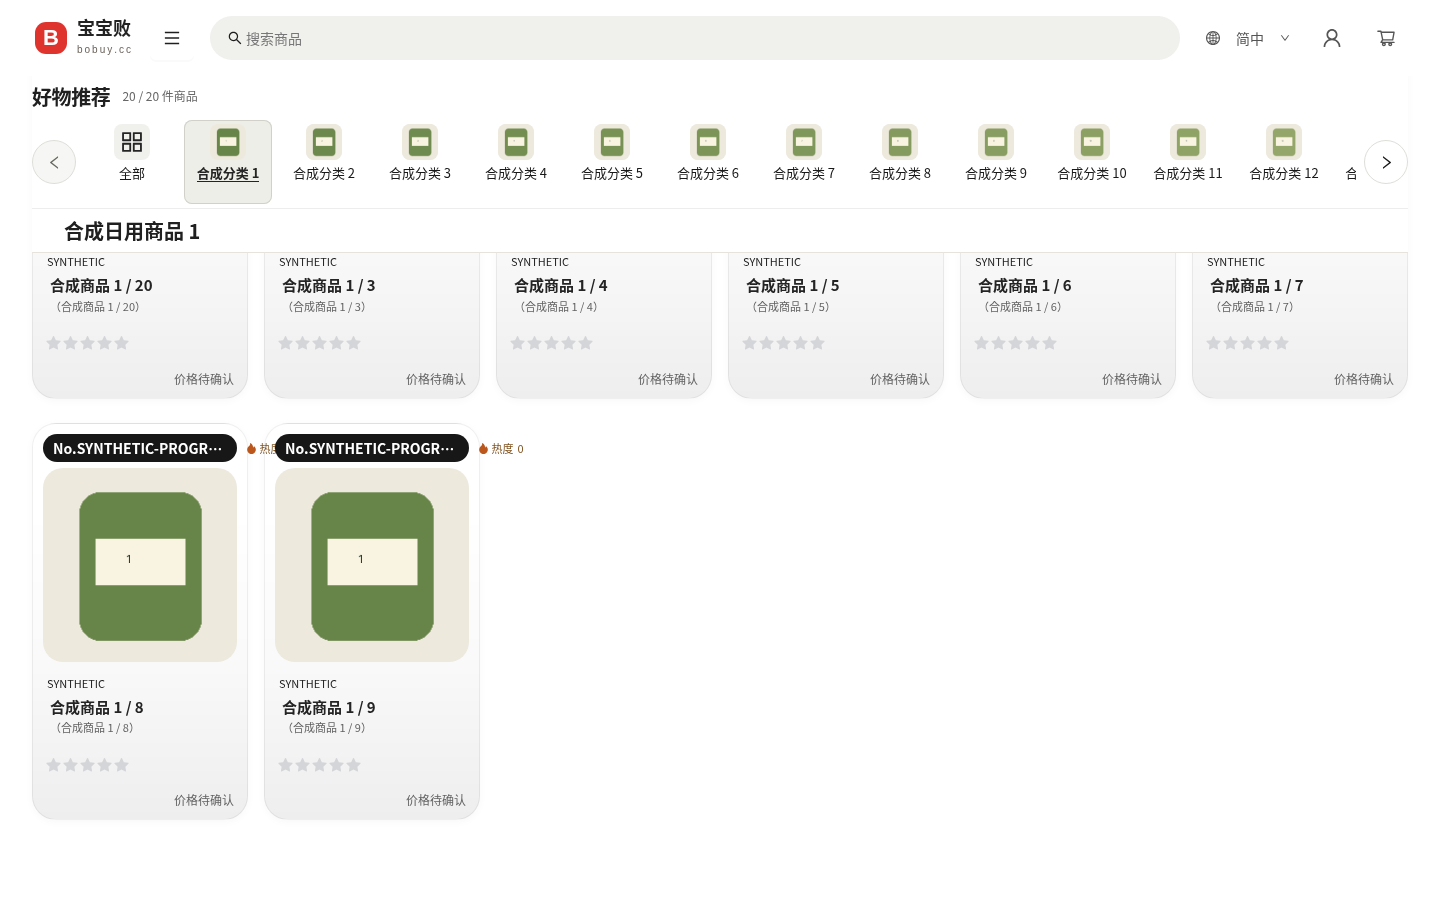 B 宝宝败
bobuy.cc
搜索商品
简中
好物推荐 20 / 20 件商品
全部 合成分类 1 合成分类 2 合成分类 3 合成分类 4 合成分类 5 合成分类 6 合成分类 7 合成分类 8 合成分类 9 合成分类 10 合成分类 11 合成分类 12 合
合成日用商品 1
SYNTHETIC SYNTHETIC SYNTHETIC SYNTHETIC SYNTHETIC SYNTHETIC
合成商品 1 / 20 合成商品 1 / 3 合成商品 1 / 4 合成商品 1 / 5 合成商品 1 / 6 合成商品 1 / 7
（合成商品 1 / 20） （合成商品 1 / 3） （合成商品 1 / 4） （合成商品 1 / 5） （合成商品 1 / 6） （合成商品 1 / 7）
价格待确认 价格待确认 价格待确认 价格待确认 价格待确认 价格待确认
No.SYNTHETIC-PROGR… 热度 No.SYNTHETIC-PROGR… 热度 0
1 1
SYNTHETIC SYNTHETIC
合成商品 1 / 8 合成商品 1 / 9
（合成商品 1 / 8） （合成商品 1 / 9）
价格待确认 价格待确认